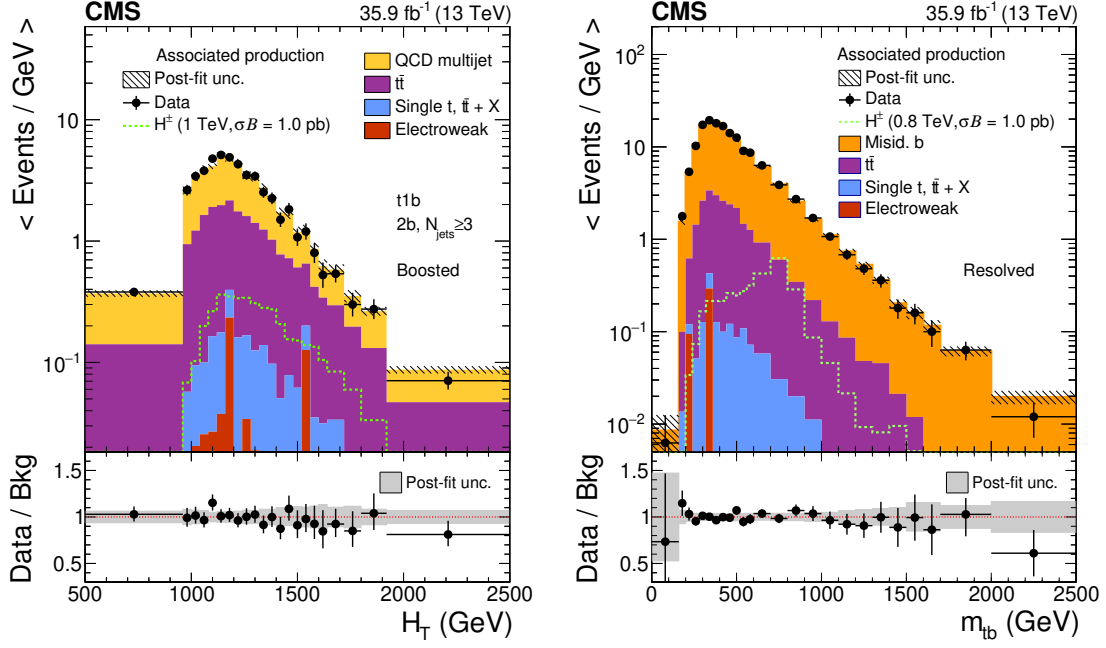 CMS 35.9 fb⁻¹ (13 TeV)
< Events / GeV >
10
1
10⁻¹
Associated production
Post-fit unc.
Data
H± (1 TeV, σB = 1.0 pb)
QCD multijet
tt̄
Single t, tt̄ + X
Electroweak
t1b
2b, N_jets≥3
Boosted
Data / Bkg
1.5
1
0.5
Post-fit unc.
500 1000 1500 2000 2500
H_T (GeV)
CMS 35.9 fb⁻¹ (13 TeV)
< Events / GeV >
10²
10
1
10⁻¹
10⁻²
Associated production
Post-fit unc.
Data
H± (0.8 TeV, σB = 1.0 pb)
Misid. b
tt̄
Single t, tt̄ + X
Electroweak
Resolved
Data / Bkg
1.5
1
0.5
Post-fit unc.
0 500 1000 1500 2000 2500
m_tb (GeV)